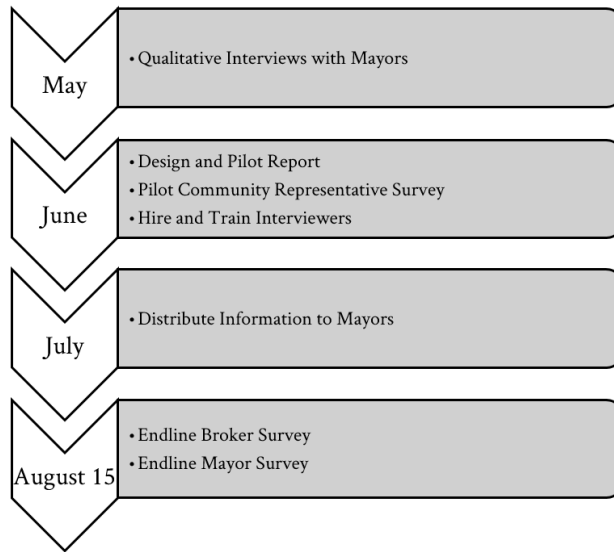 May
• Qualitative Interviews with Mayors
June
• Design and Pilot Report
• Pilot Community Representative Survey
• Hire and Train Interviewers
July
• Distribute Information to Mayors
August 15
• Endline Broker Survey
• Endline Mayor Survey